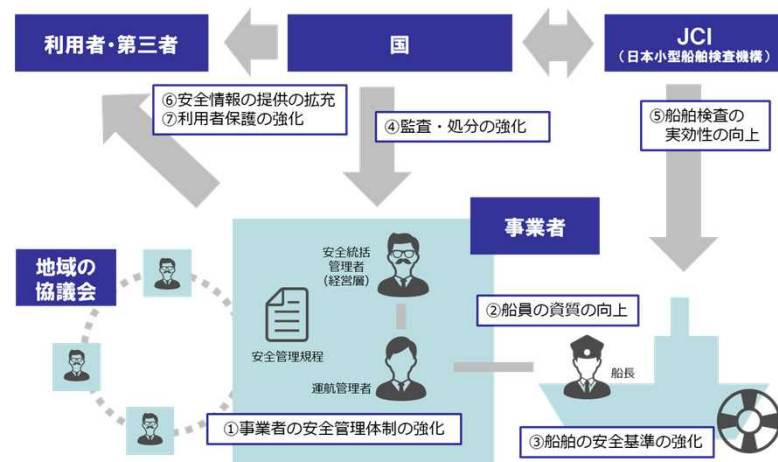 利用者・第三者
国
JCI
(日本小型船舶検査機構)
⑥安全情報の提供の拡充
⑦利用者保護の強化
④監査・処分の強化
⑤船舶検査の
実効性の向上
事業者
地域の
協議会
安全統括
管理者
(経営層)
安全管理規程
②船員の資質の向上
運航管理者
船長
①事業者の安全管理体制の強化
③船舶の安全基準の強化